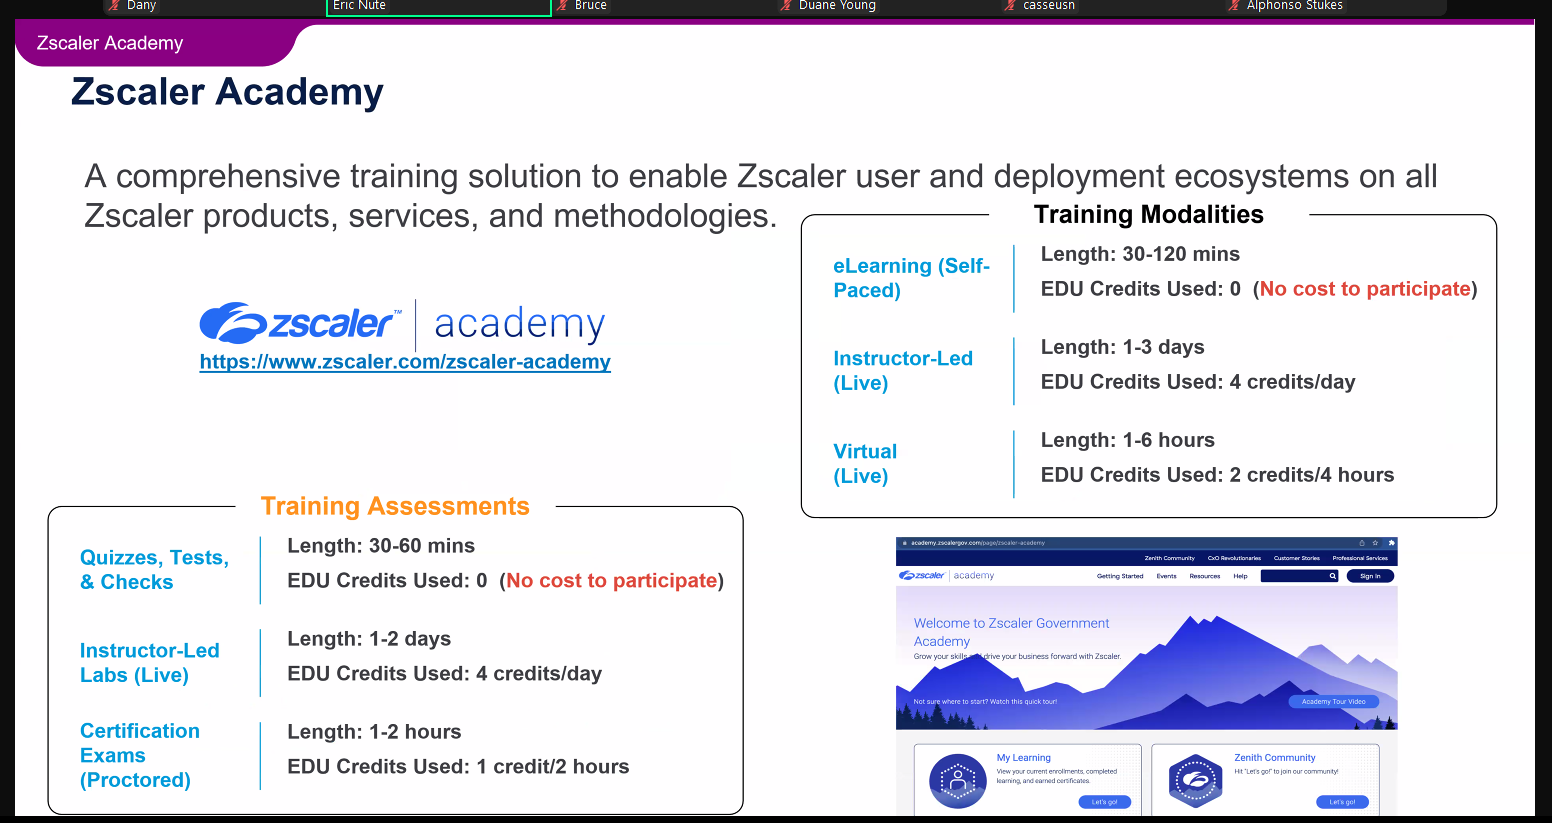 Dany
Eric Nute
Bruce
Duane Young
casseusn
Alphonso Stukes
Zscaler Academy
Zscaler Academy
A comprehensive training solution to enable Zscaler user and deployment ecosystems on all
Zscaler products, services, and methodologies.
zscaler™ | academy
https://www.zscaler.com/zscaler-academy
Training Modalities
eLearning (Self-
Paced)
Length: 30-120 mins
EDU Credits Used: 0 (No cost to participate)
Instructor-Led
(Live)
Length: 1-3 days
EDU Credits Used: 4 credits/day
Virtual
(Live)
Length: 1-6 hours
EDU Credits Used: 2 credits/4 hours
Training Assessments
Quizzes, Tests,
& Checks
Length: 30-60 mins
EDU Credits Used: 0 (No cost to participate)
Instructor-Led
Labs (Live)
Length: 1-2 days
EDU Credits Used: 4 credits/day
Certification
Exams
(Proctored)
Length: 1-2 hours
EDU Credits Used: 1 credit/2 hours
academy.zscalergov.com/page/zscaler-academy
Zenith Community CxO Revolutionaries Customer Stories Professional Services
zscaler | academy Getting Started Events Resources Help Sign In
Welcome to Zscaler Government
Academy
Grow your skills and drive your business forward with Zscaler.
Not sure where to start? Watch this quick tour!
Academy Tour Video
My Learning
View your current enrollments, completed
learning, and earned certificates.
Let's go!
Zenith Community
Hit "Let's go!" to join our community!
Let's go!